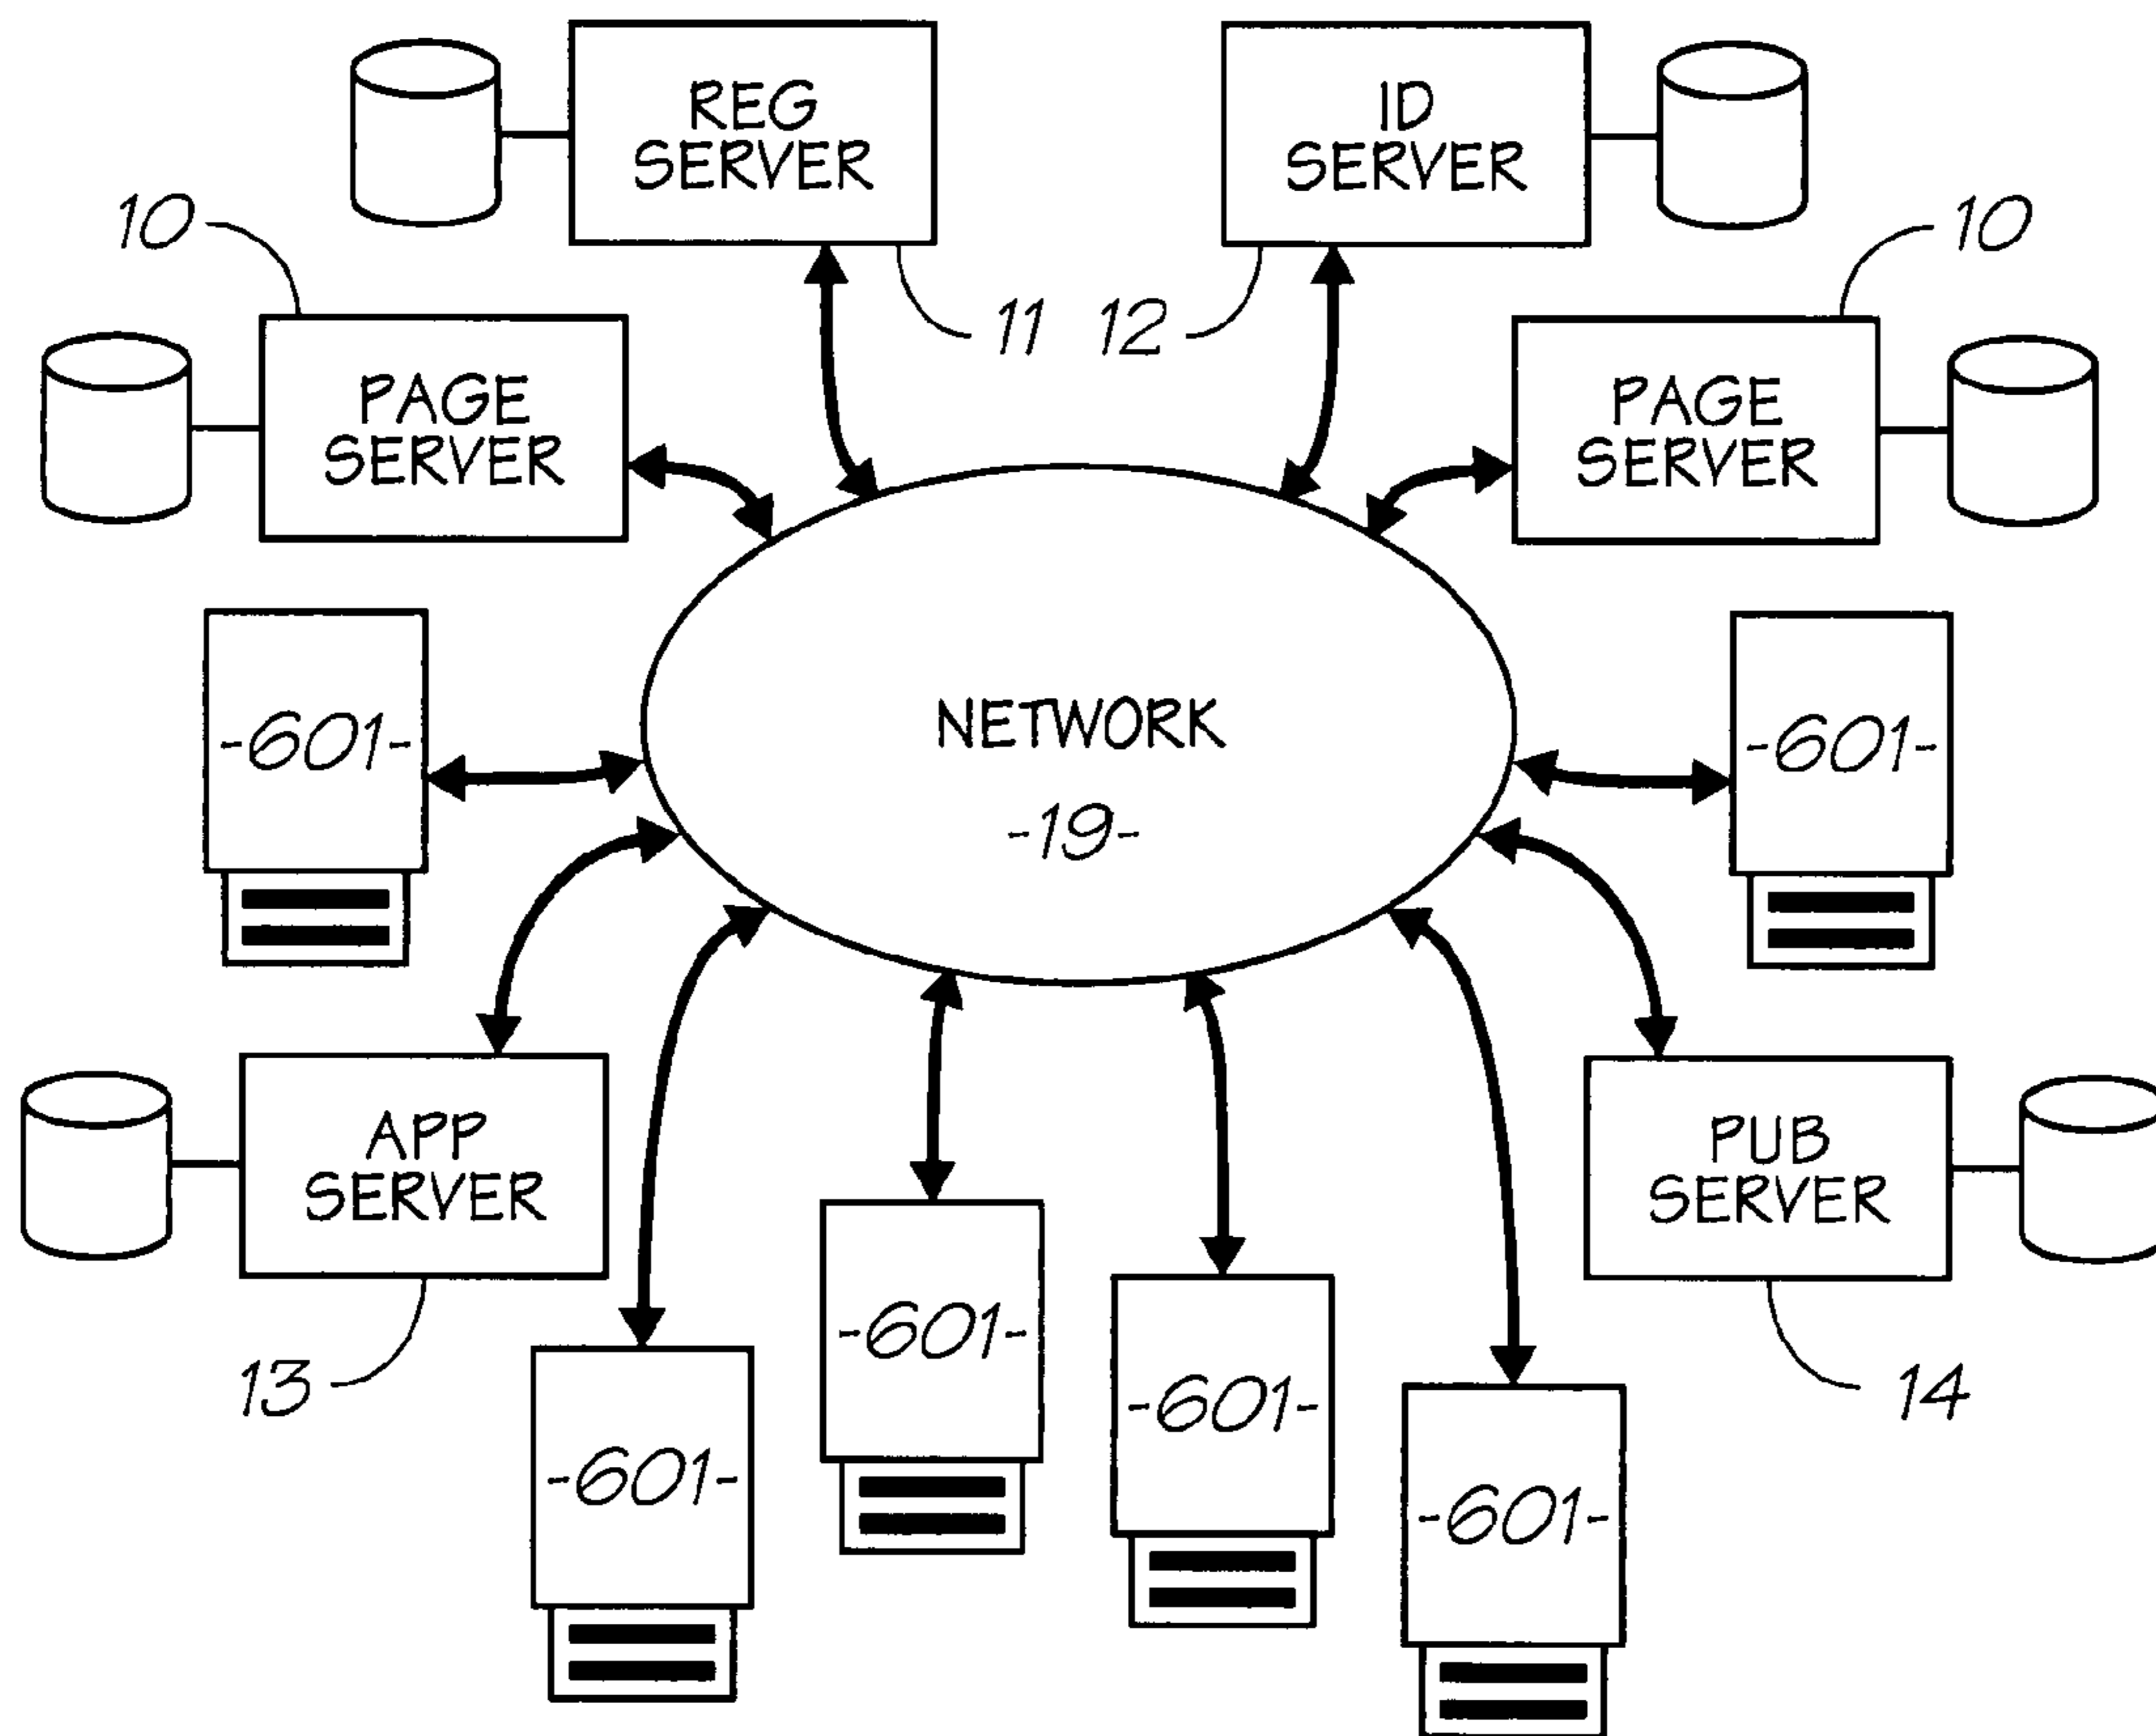 REG
SERVER
ID
SERVER
10
10
11
12
PAGE
SERVER
PAGE
SERVER
-601-
NETWORK
-19-
-601-
APP
SERVER
PUB
SERVER
13
14
-601-
-601-
-601-
-601-